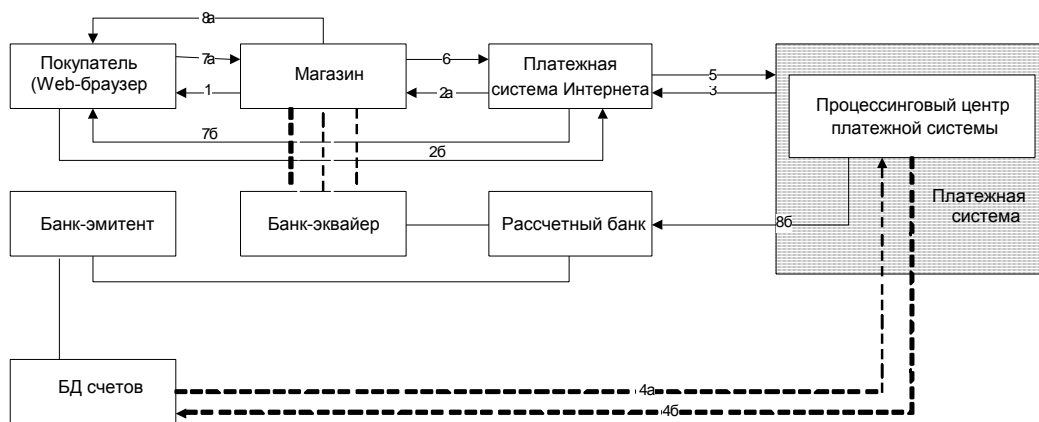 8а
Покупатель
(Web-браузер
7а
1
Магазин
6
2а
Платежная
система Интернета
5
3
Процессинговый центр
платежной системы
7б
2б
Платежная
система
Банк-эмитент
Банк-эквайер
Рассчетный банк
8б
БД счетов
4а
4б